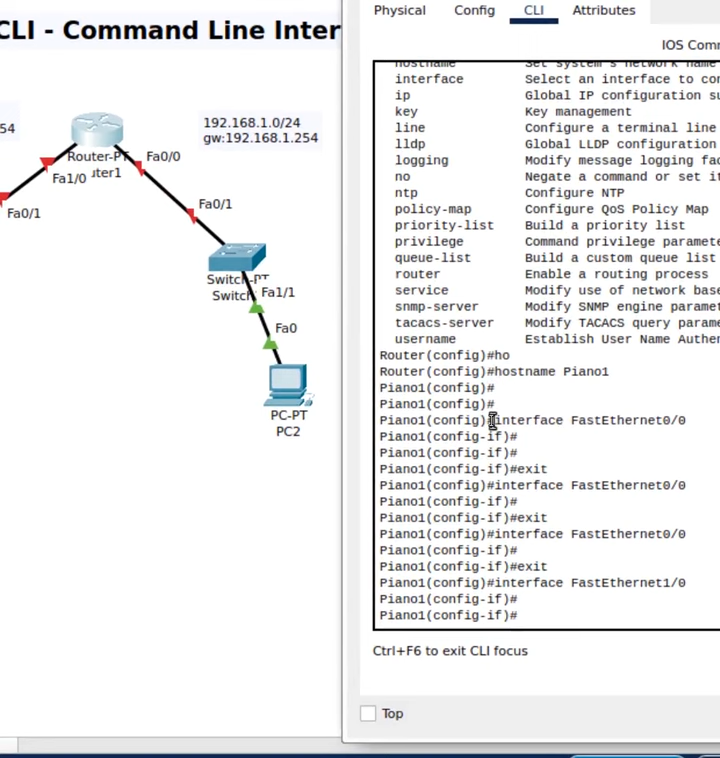 CLI - Command Line Inter
54
192.168.1.0/24
gw:192.168.1.254
Router-PT
uter1
Fa0/0
Fa1/0
Fa0/1
Fa0/1
Switch-PT
Switch
Fa1/1
Fa0
PC-PT
PC2
Physical Config CLI Attributes
IOS Comm
hostname Set system's network name
interface Select an interface to con
ip Global IP configuration su
key Key management
line Configure a terminal line
lldp Global LLDP configuration
logging Modify message logging fac
no Negate a command or set it
ntp Configure NTP
policy-map Configure QoS Policy Map
priority-list Build a priority list
privilege Command privilege paramete
queue-list Build a custom queue list
router Enable a routing process
service Modify use of network base
snmp-server Modify SNMP engine paramet
tacacs-server Modify TACACS query parame
username Establish User Name Authen
Router(config)#ho
Router(config)#hostname Piano1
Piano1(config)#
Piano1(config)#
Piano1(config)#interface FastEthernet0/0
Piano1(config-if)#
Piano1(config-if)#
Piano1(config-if)#exit
Piano1(config)#interface FastEthernet0/0
Piano1(config-if)#
Piano1(config-if)#exit
Piano1(config)#interface FastEthernet0/0
Piano1(config-if)#
Piano1(config-if)#exit
Piano1(config)#interface FastEthernet1/0
Piano1(config-if)#
Piano1(config-if)#
Ctrl+F6 to exit CLI focus
Top